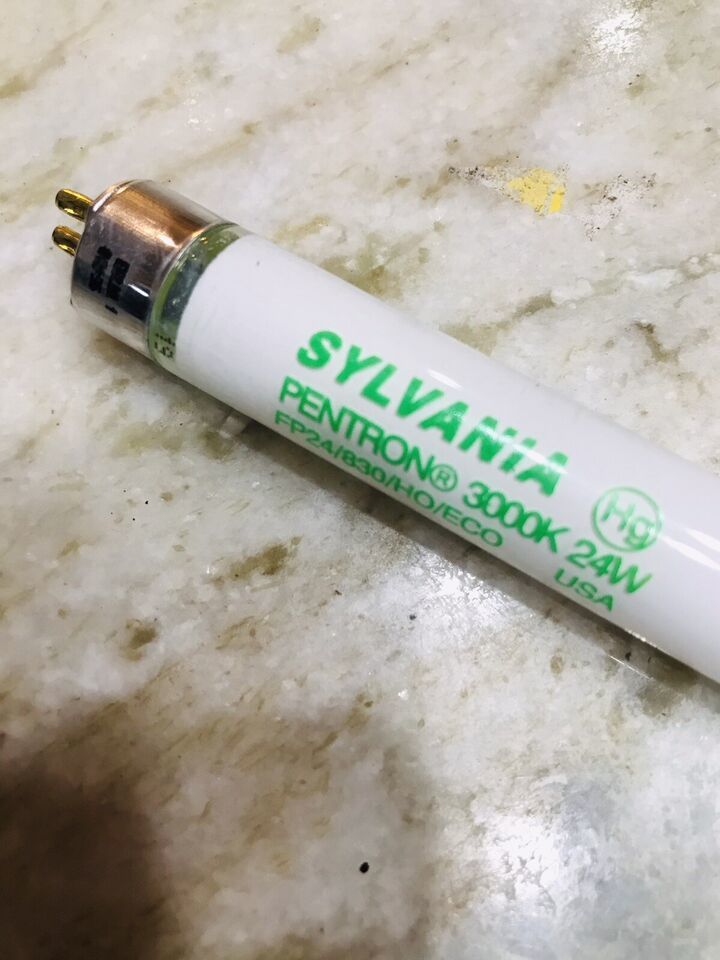 SYLVANIA
PENTRON® 3000K 24W
FP24/830/HO/ECO USA
Hg